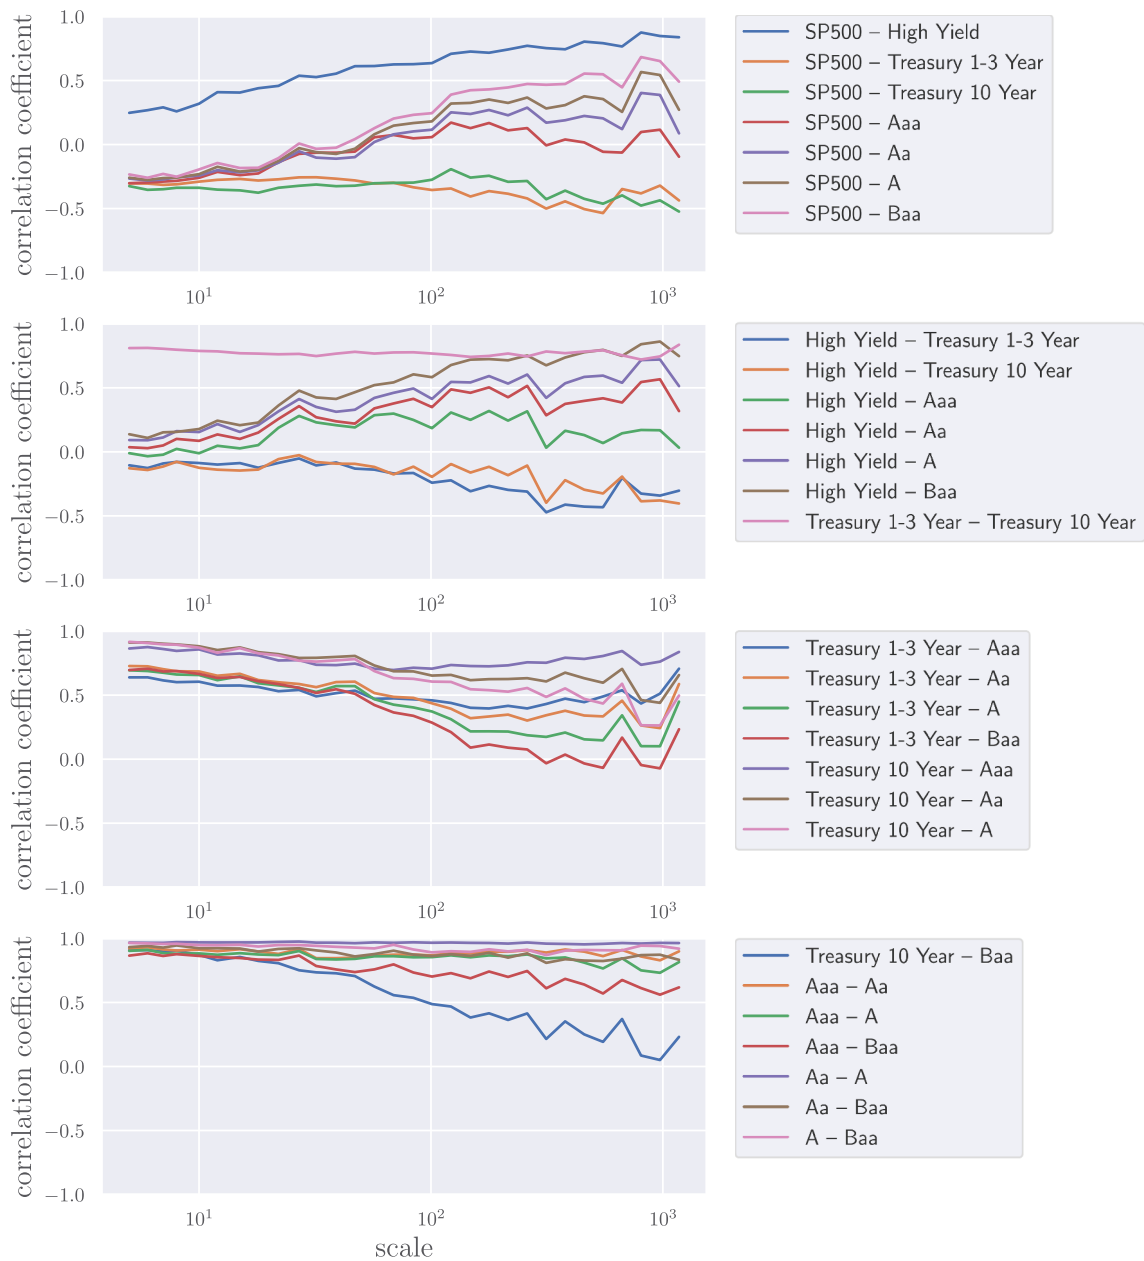 correlation coefficient
1.0
0.5
0.0
−0.5
−1.0
10¹
10²
10³
SP500 – High Yield
SP500 – Treasury 1-3 Year
SP500 – Treasury 10 Year
SP500 – Aaa
SP500 – Aa
SP500 – A
SP500 – Baa
correlation coefficient
1.0
0.5
0.0
−0.5
−1.0
10¹
10²
10³
High Yield – Treasury 1-3 Year
High Yield – Treasury 10 Year
High Yield – Aaa
High Yield – Aa
High Yield – A
High Yield – Baa
Treasury 1-3 Year – Treasury 10 Year
correlation coefficient
1.0
0.5
0.0
−0.5
−1.0
10¹
10²
10³
Treasury 1-3 Year – Aaa
Treasury 1-3 Year – Aa
Treasury 1-3 Year – A
Treasury 1-3 Year – Baa
Treasury 10 Year – Aaa
Treasury 10 Year – Aa
Treasury 10 Year – A
correlation coefficient
1.0
0.5
0.0
−0.5
−1.0
10¹
10²
10³
scale
Treasury 10 Year – Baa
Aaa – Aa
Aaa – A
Aaa – Baa
Aa – A
Aa – Baa
A – Baa